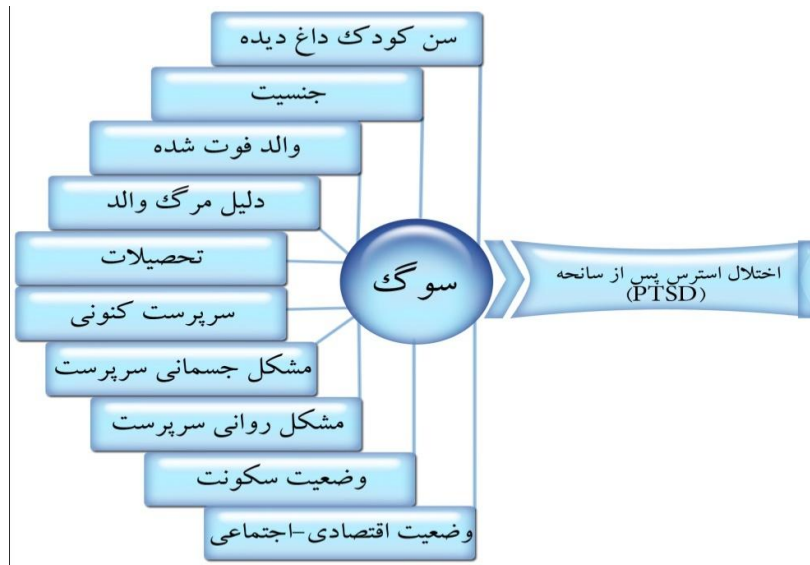 سن کودک داغ دیده
جنسیت
والد فوت شده
دلیل مرگ والد
تحصیلات
سرپرست کنونی
مشکل جسمانی سرپرست
مشکل روانی سرپرست
وضعیت سکونت
وضعیت اقتصادی-اجتماعی
سوگ
اختلال استرس پس از سانحه
(PTSD)